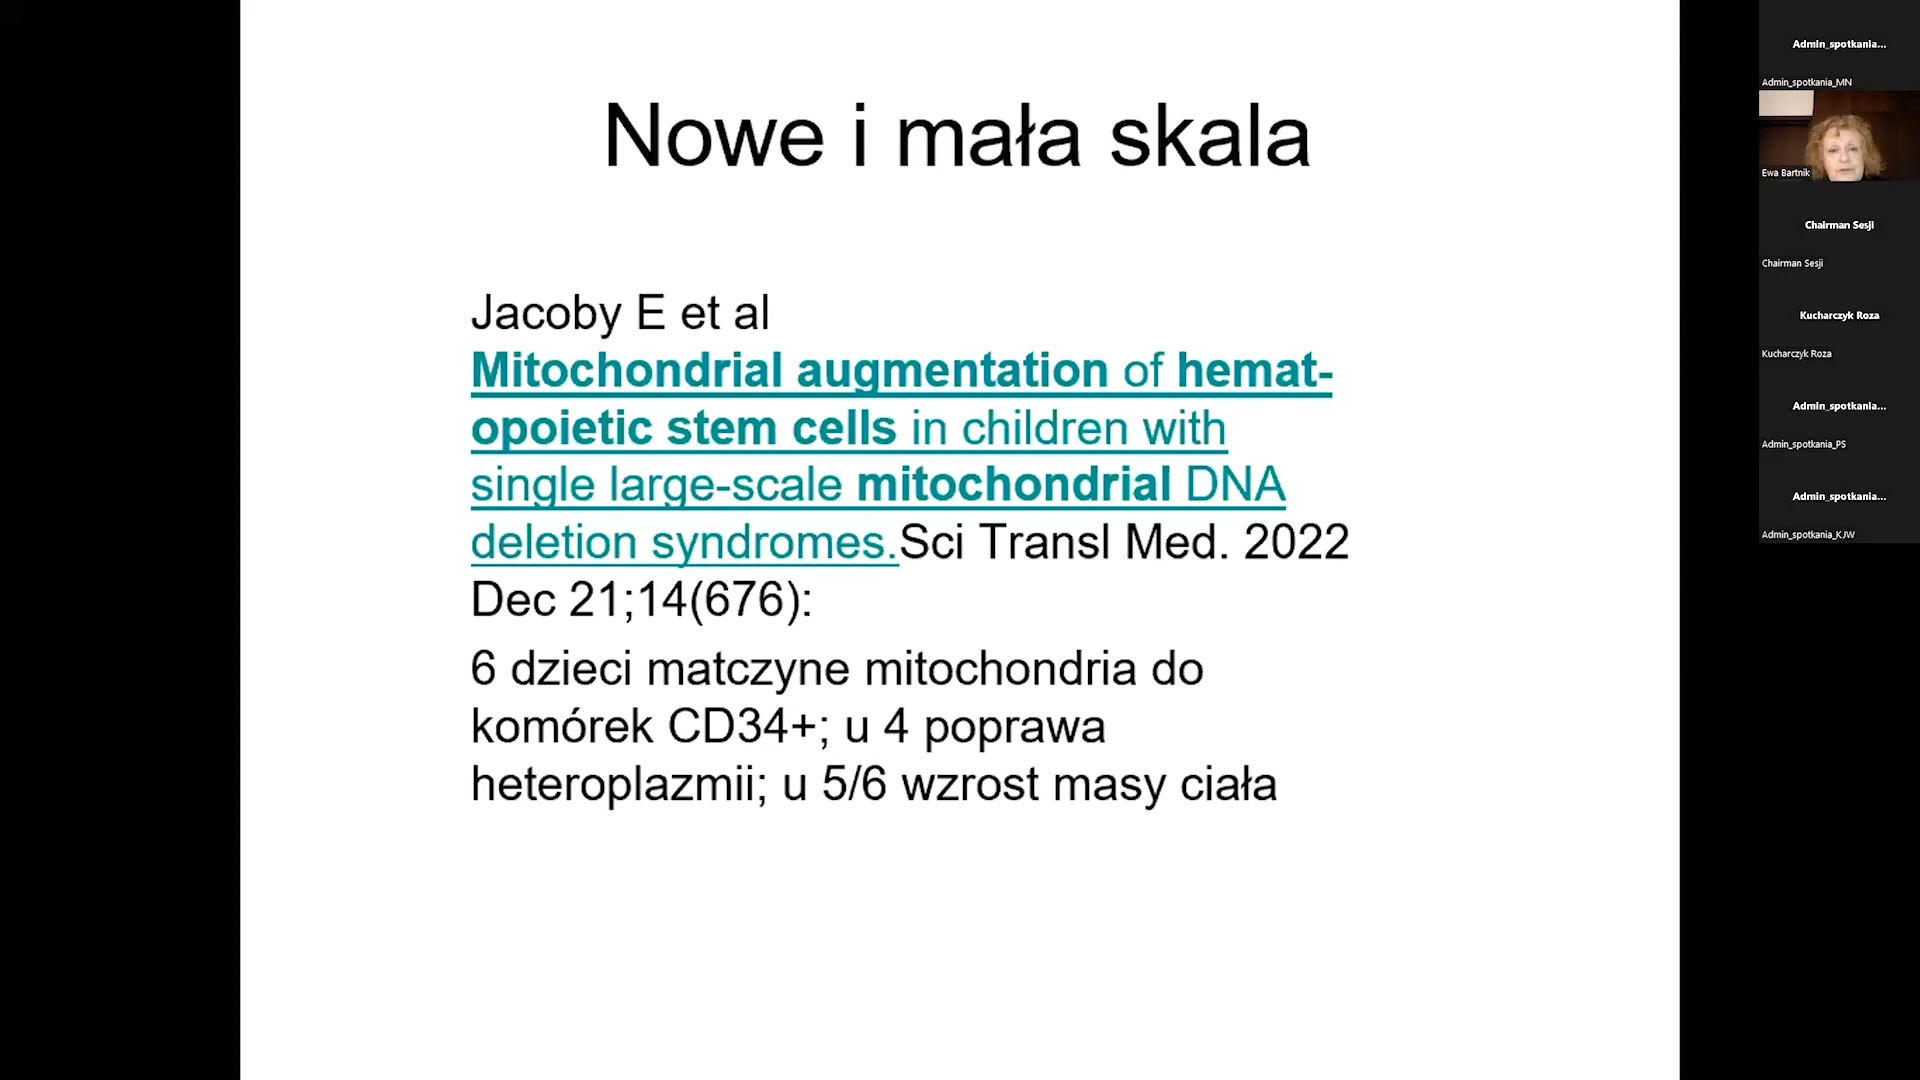 Nowe i mała skala
Jacoby E et al
Mitochondrial augmentation of hemat-
opoietic stem cells in children with
single large-scale mitochondrial DNA
deletion syndromes.Sci Transl Med. 2022
Dec 21;14(676):
6 dzieci matczyne mitochondria do
komórek CD34+; u 4 poprawa
heteroplazmii; u 5/6 wzrost masy ciała
Admin_spotkania...
Admin_spotkania_MN
Ewa Bartnik
Chairman Sesji
Chairman Sesji
Kucharczyk Roza
Kucharczyk Roza
Admin_spotkania...
Admin_spotkania_PS
Admin_spotkania...
Admin_spotkania_KJW